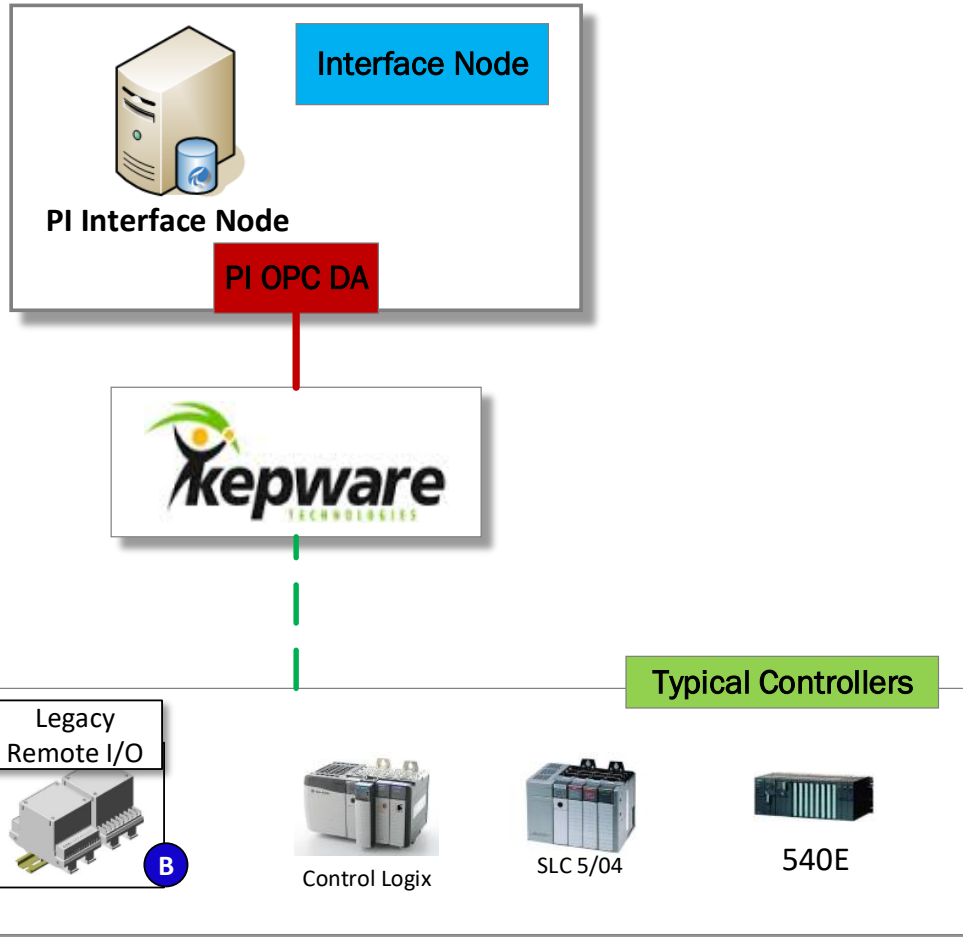 Interface Node
PI Interface Node
PI OPC DA
kepware
TECHNOLOGIES
Typical Controllers
Legacy
Remote I/O
B
Control Logix
SLC 5/04
540E